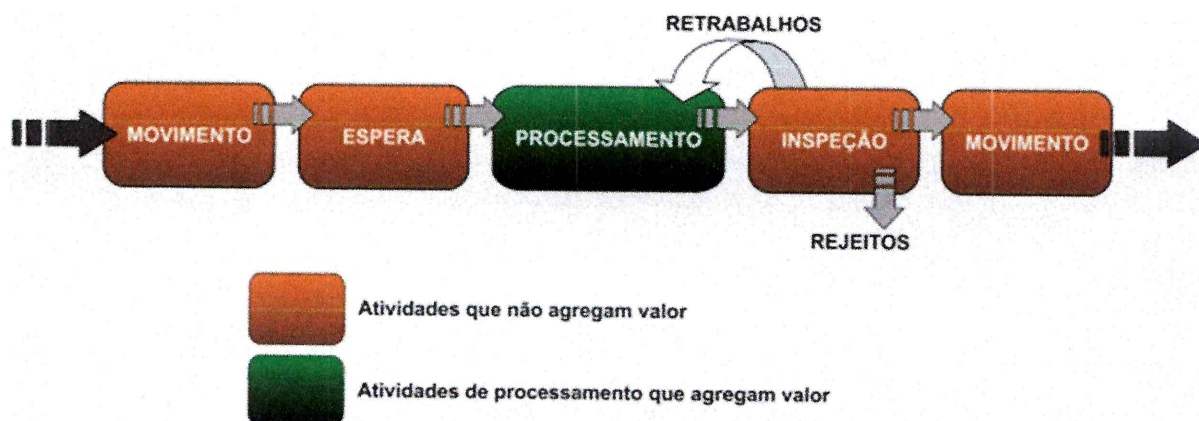 RETRABALHOS
MOVIMENTO
ESPERA
PROCESSAMENTO
INSPEÇÃO
MOVIMENTO
REJEITOS
Atividades que não agregam valor
Atividades de processamento que agregam valor